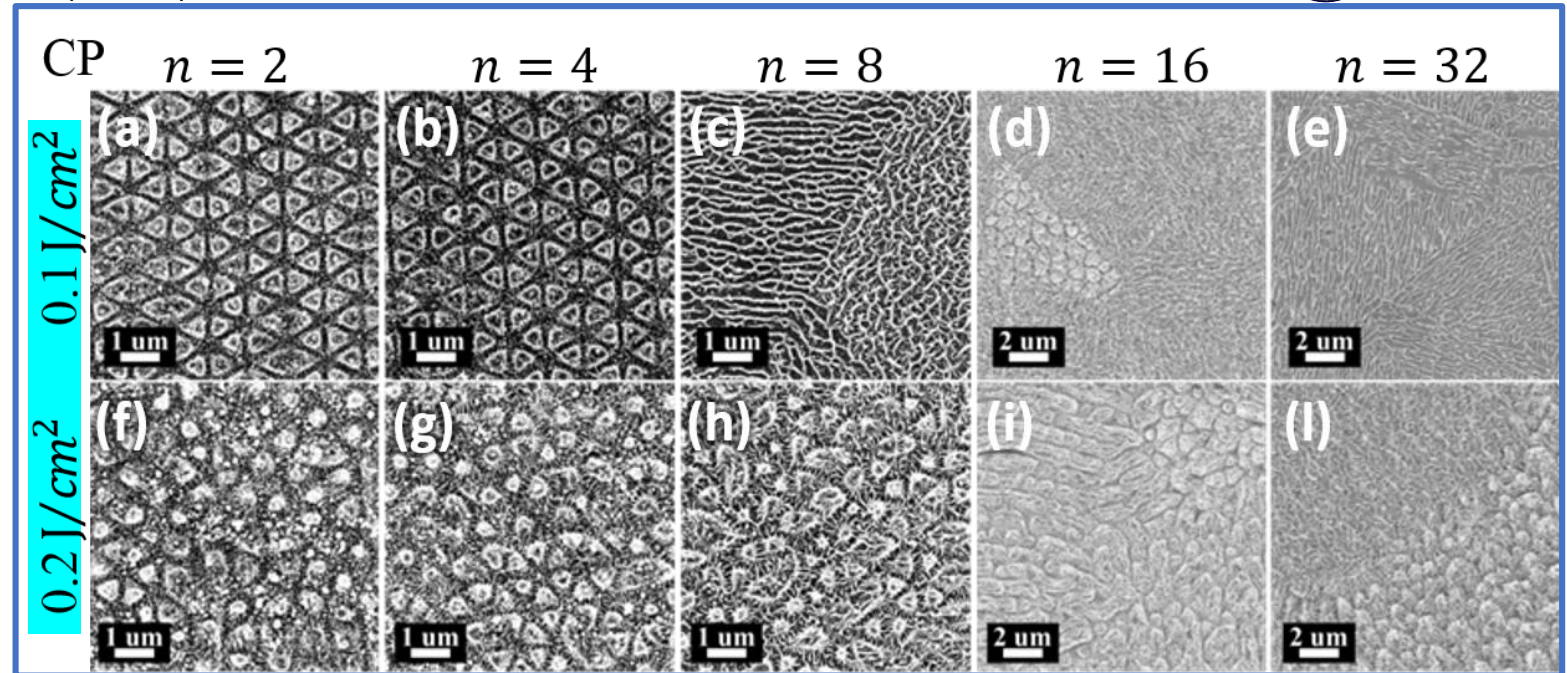 CP n = 2 n = 4 n = 8 n = 16 n = 32
0.1 J/cm²
(a) (b) (c) (d) (e)
1 um 1 um 1 um 2 um 2 um
0.2 J/cm²
(f) (g) (h) (i) (l)
1 um 1 um 1 um 2 um 2 um